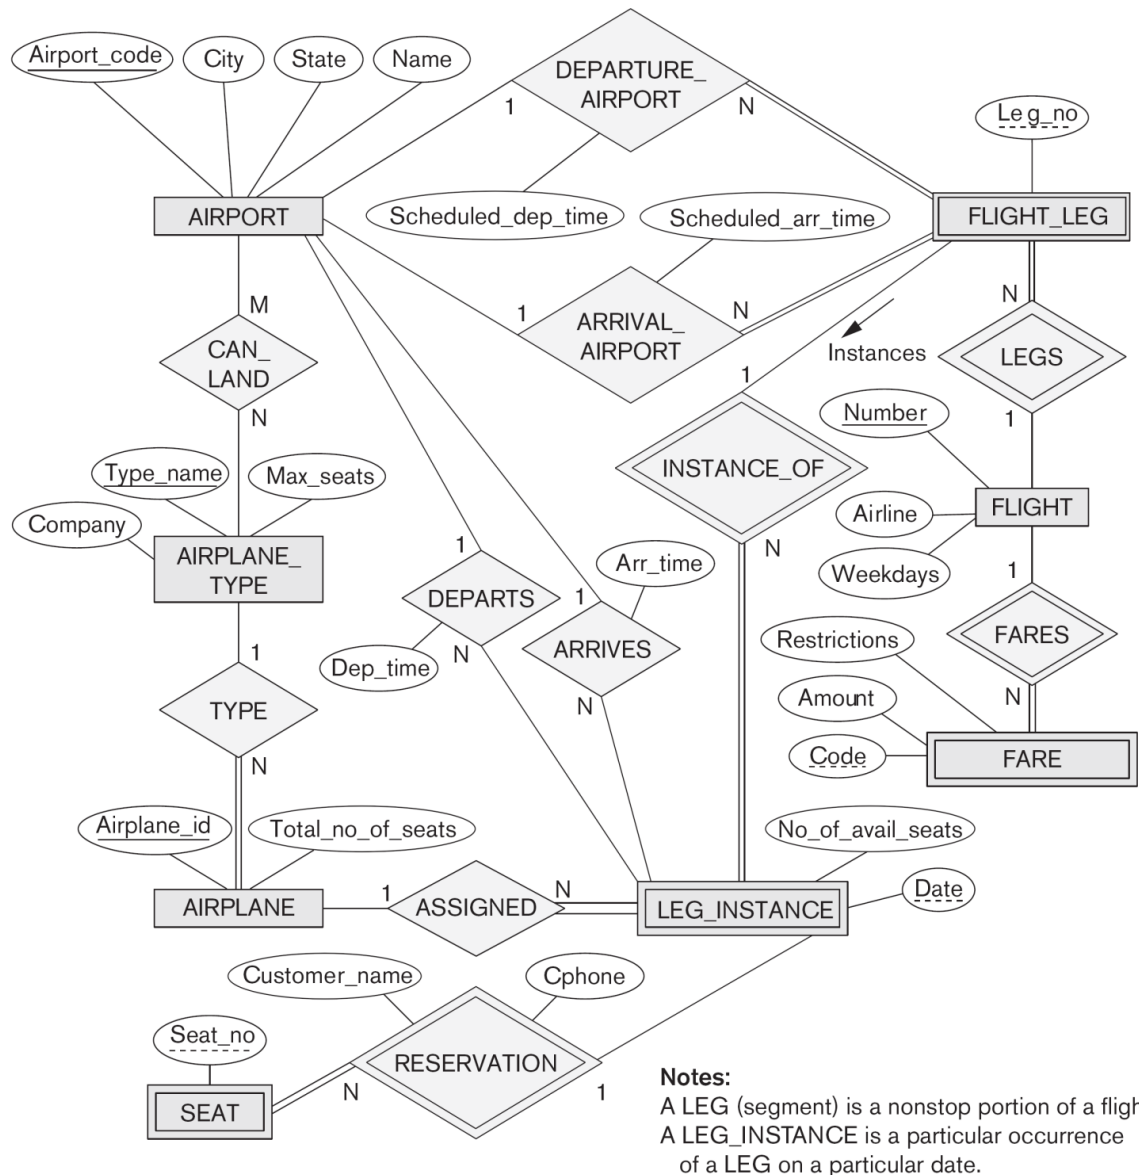 Airport_code
City
State
Name
DEPARTURE_
AIRPORT
1
N
Leg_no
AIRPORT
Scheduled_dep_time
Scheduled_arr_time
FLIGHT_LEG
M
1
N
N
CAN_
LAND
ARRIVAL_
AIRPORT
Instances
LEGS
1
N
1
Number
Type_name
Max_seats
INSTANCE_OF
Company
Airline
FLIGHT
AIRPLANE_
TYPE
1
N
Weekdays
1
DEPARTS
Arr_time
1
FARES
Restrictions
1
N
ARRIVES
Dep_time
N
N
Amount
TYPE
Code
FARE
N
Airplane_id
Total_no_of_seats
No_of_avail_seats
Date
AIRPLANE
1
ASSIGNED
N
LEG_INSTANCE
Customer_name
Cphone
Seat_no
RESERVATION
N
1
SEAT
Notes:
A LEG (segment) is a nonstop portion of a fligh
A LEG_INSTANCE is a particular occurrence
of a LEG on a particular date.